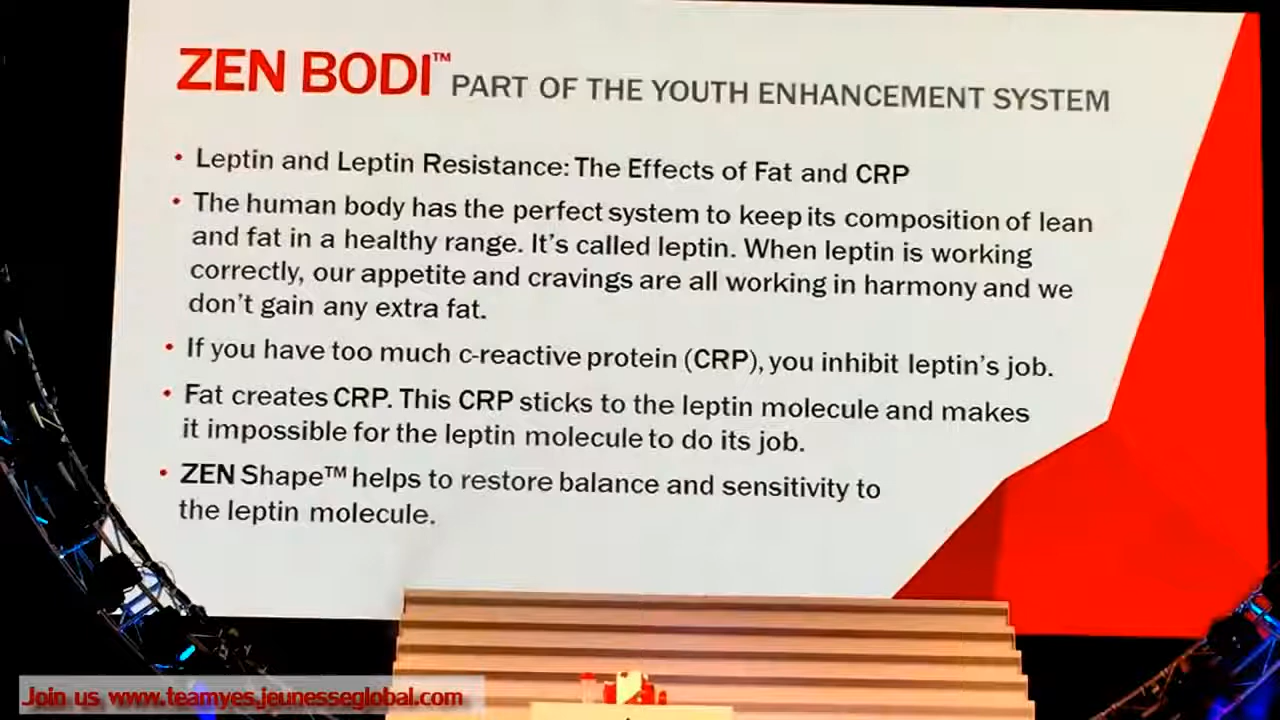 ZEN BODI™ PART OF THE YOUTH ENHANCEMENT SYSTEM
• Leptin and Leptin Resistance: The Effects of Fat and CRP
• The human body has the perfect system to keep its composition of lean
and fat in a healthy range. It's called leptin. When leptin is working
correctly, our appetite and cravings are all working in harmony and we
don't gain any extra fat.
• If you have too much c-reactive protein (CRP), you inhibit leptin's job.
• Fat creates CRP. This CRP sticks to the leptin molecule and makes
it impossible for the leptin molecule to do its job.
• ZEN Shape™ helps to restore balance and sensitivity to
the leptin molecule.
Join us www.teamyes.jeunesseglobal.com